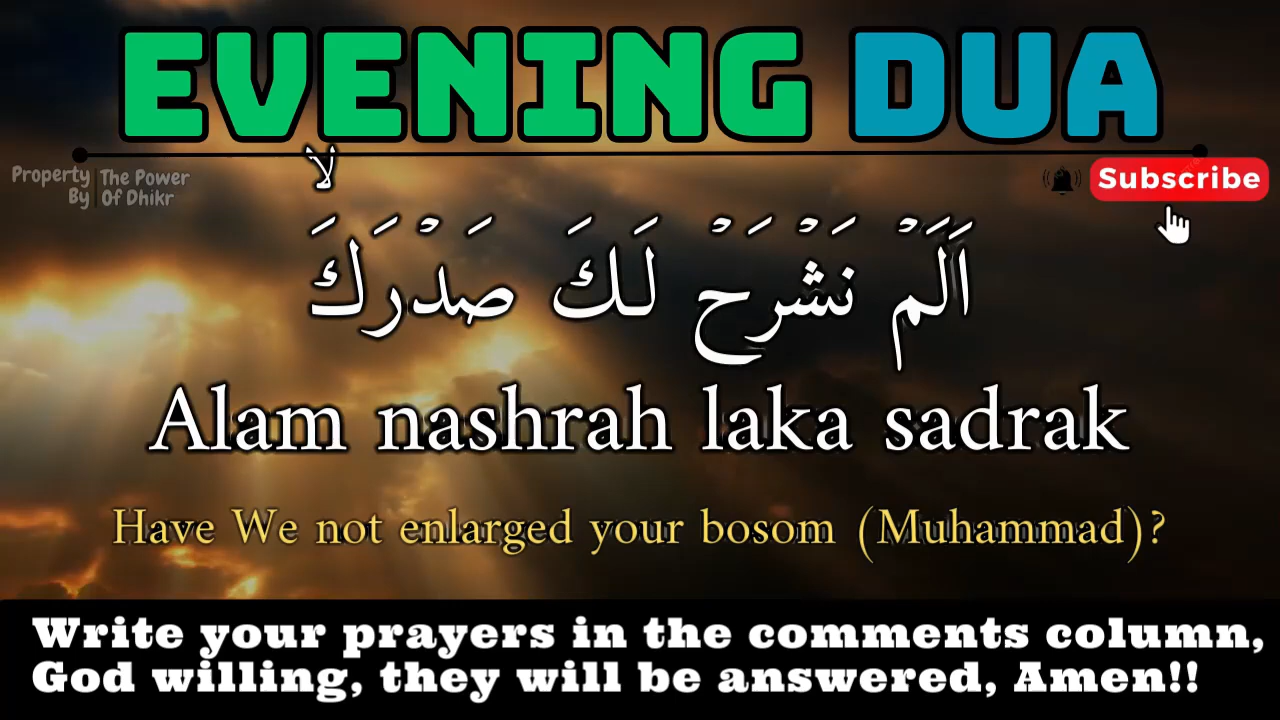 EVENING DUA
Property By | The Power Of Dhikr
Subscribe
اَلَمْ نَشْرَحْ لَكَ صَدْرَكَۙ
Alam nashrah laka sadrak
Have We not enlarged your bosom (Muhammad)?
Write your prayers in the comments column,
God willing, they will be answered, Amen!!